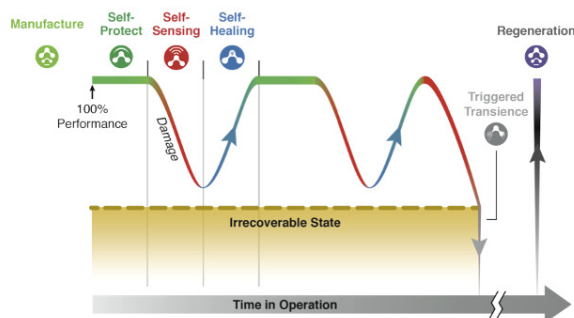 Manufacture
Self-
Protect
Self-
Sensing
Self-
Healing
Regeneration
100%
Performance
Damage
Triggered
Transience
Irrecoverable State
Time in Operation